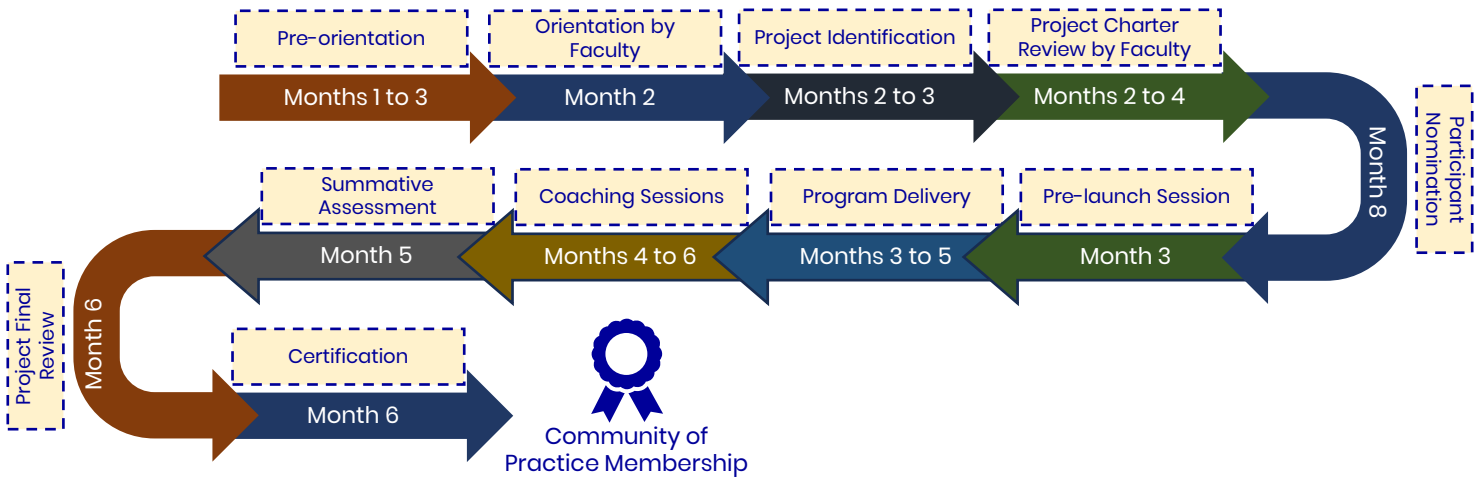 Pre-orientation
Months 1 to 3
Orientation by
Faculty
Month 2
Project Identification
Months 2 to 3
Project Charter
Review by Faculty
Months 2 to 4
Participant
Nomination
Month 8
Pre-launch Session
Month 3
Program Delivery
Months 3 to 5
Coaching Sessions
Months 4 to 6
Summative
Assessment
Month 5
Project Final
Review
Month 6
Certification
Month 6
Community of
Practice Membership